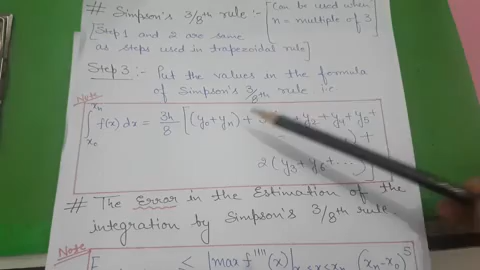 # Simpson's 3/8th rule :- [Can be used when
n = multiple of 3]
[Step 1 and 2 are same
as steps used in trapezoidal rule]
Step 3 :- Put the values in the formula
of Simpson's 3/8th rule i.e
Note
∫_{x₀}^{xₙ} f(x) dx = 3h/8 [(y₀+yₙ) + +y₂+y₄+y₅+
) +
2(y₃+y₆+...)
# The Error in the Estimation of the
integration by Simpson's 3/8th rule.
Note
< |max f''''(x)| (xₙ-x₀)⁵